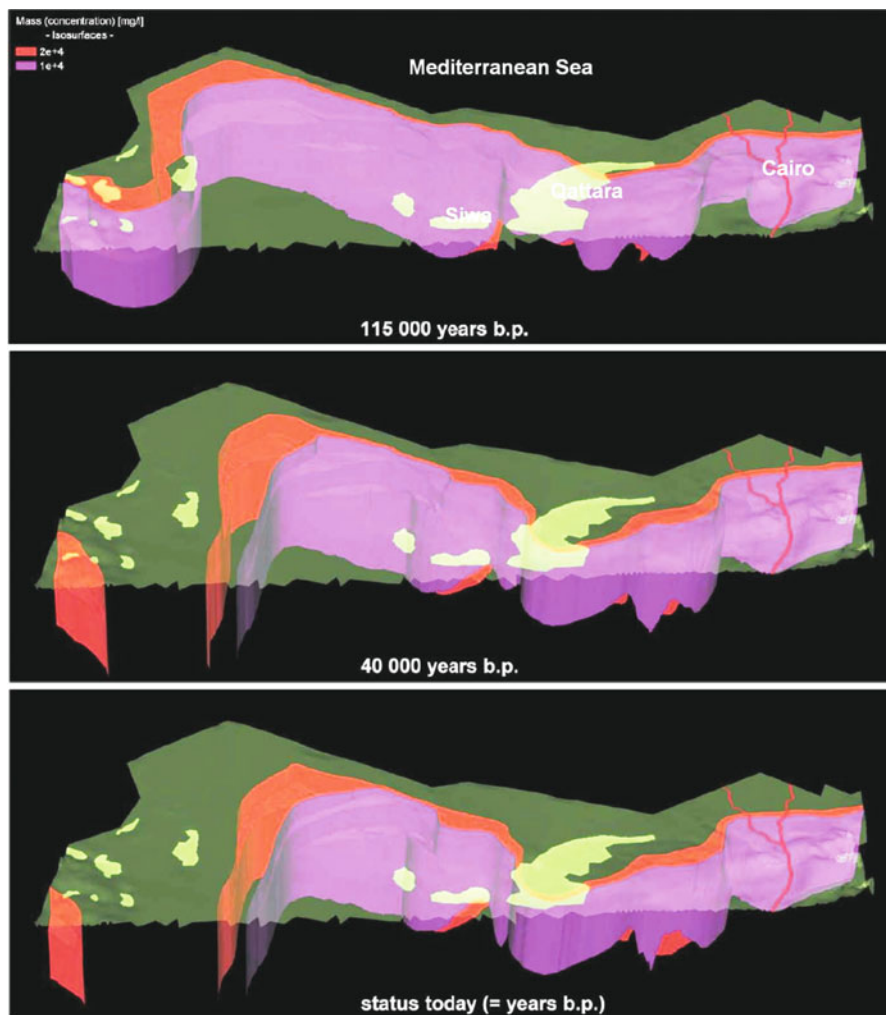 Mass (concentration) [mg/l]
- Isosurfaces -
2e+4
1e+4
Mediterranean Sea
Cairo
Qattara
Siwa
115 000 years b.p.
40 000 years b.p.
status today (= years b.p.)